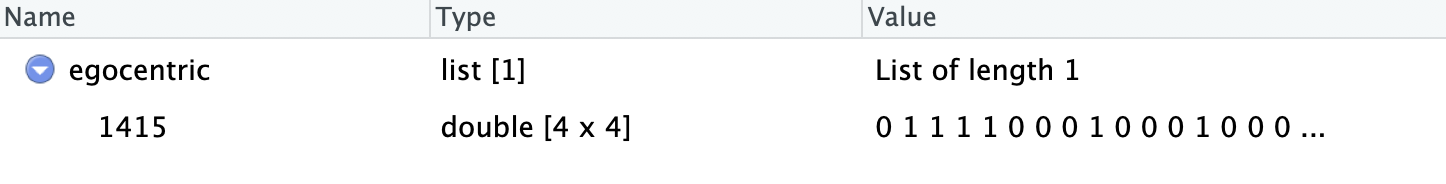 Name Type Value
egocentric list [1] List of length 1
1415 double [4 x 4] 0 1 1 1 1 0 0 0 1 0 0 0 1 0 0 0 ...